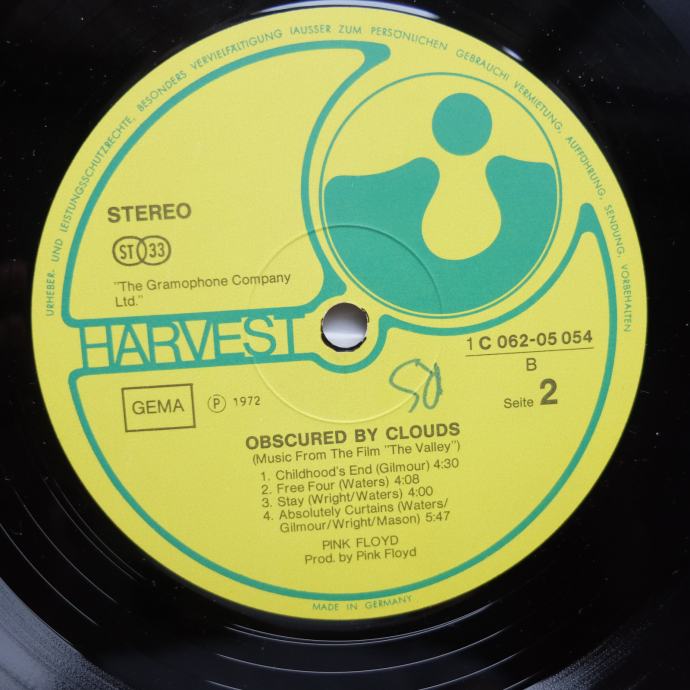 URHEBER- UND LEISTUNGSSCHUTZRECHTE, BESONDERS VERVIELFÄLTIGUNG (AUSSER ZUM PERSÖNLICHEN GEBRAUCH) VERMIETUNG, AUFFÜHRUNG, SENDUNG, VORBEHALTEN
STEREO
ST 33
"The Gramophone Company
Ltd."
HARVEST
1 C 062-05 054
B
Seite 2
GEMA
P 1972
OBSCURED BY CLOUDS
(Music From The Film "The Valley")
1. Childhood's End (Gilmour) 4:30
2. Free Four (Waters) 4:08
3. Stay (Wright/Waters) 4:00
4. Absolutely Curtains (Waters/
Gilmour/Wright/Mason) 5:47
PINK FLOYD
Prod. by Pink Floyd
MADE IN GERMANY